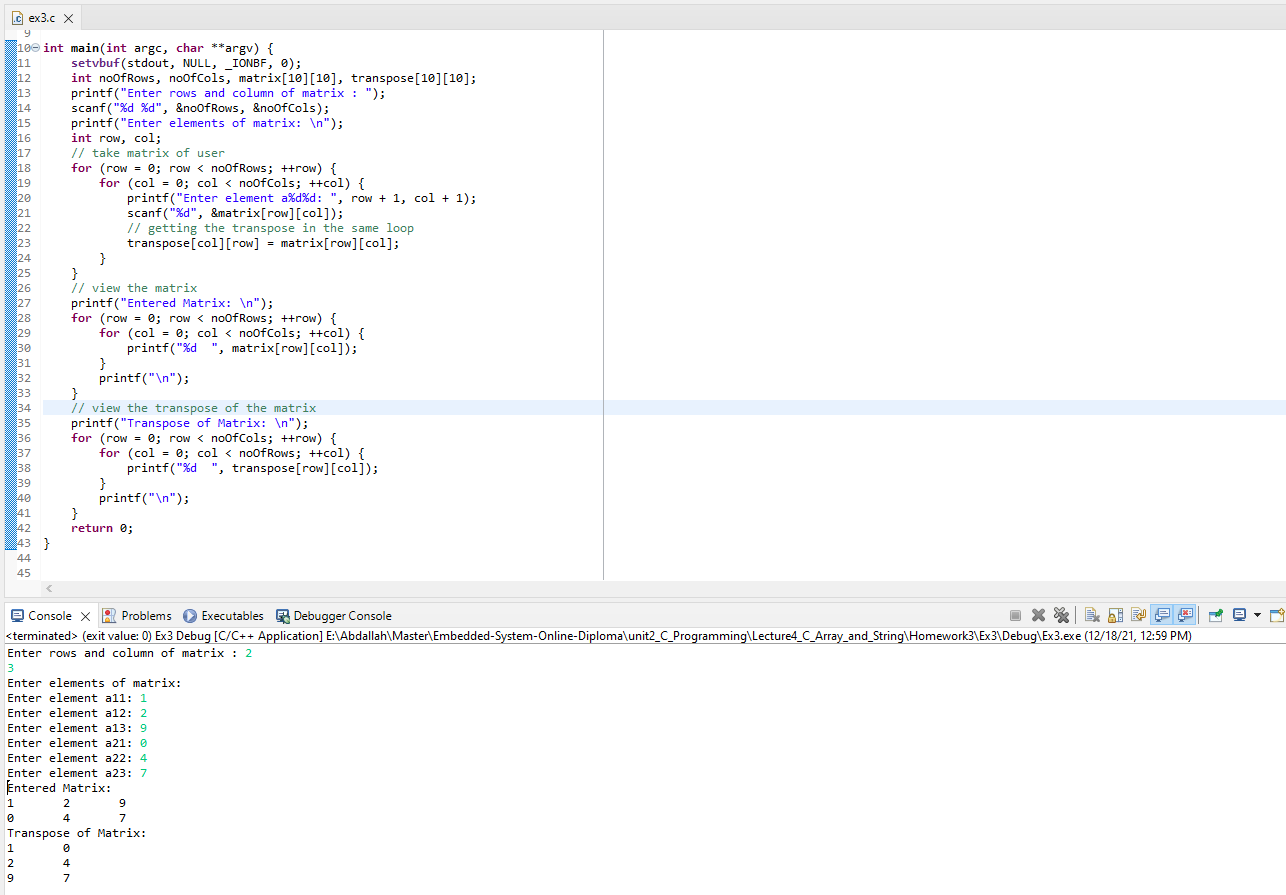 ex3.c
9
10 int main(int argc, char **argv) {
11     setvbuf(stdout, NULL, _IONBF, 0);
12     int noOfRows, noOfCols, matrix[10][10], transpose[10][10];
13     printf("Enter rows and column of matrix : ");
14     scanf("%d %d", &noOfRows, &noOfCols);
15     printf("Enter elements of matrix: \n");
16     int row, col;
17     // take matrix of user
18     for (row = 0; row < noOfRows; ++row) {
19         for (col = 0; col < noOfCols; ++col) {
20             printf("Enter element a%d%d: ", row + 1, col + 1);
21             scanf("%d", &matrix[row][col]);
22             // getting the transpose in the same loop
23             transpose[col][row] = matrix[row][col];
24         }
25     }
26     // view the matrix
27     printf("Entered Matrix: \n");
28     for (row = 0; row < noOfRows; ++row) {
29         for (col = 0; col < noOfCols; ++col) {
30             printf("%d  ", matrix[row][col]);
31         }
32         printf("\n");
33     }
34     // view the transpose of the matrix
35     printf("Transpose of Matrix: \n");
36     for (row = 0; row < noOfCols; ++row) {
37         for (col = 0; col < noOfRows; ++col) {
38             printf("%d  ", transpose[row][col]);
39         }
40         printf("\n");
41     }
42     return 0;
43 }
44
45
Console Problems Executables Debugger Console
<terminated> (exit value: 0) Ex3 Debug [C/C++ Application] E:\Abdallah\Master\Embedded-System-Online-Diploma\unit2_C_Programming\Lecture4_C_Array_and_String\Homework3\Ex3\Debug\Ex3.exe (12/18/21, 12:59 PM)
Enter rows and column of matrix : 2
3
Enter elements of matrix:
Enter element a11: 1
Enter element a12: 2
Enter element a13: 9
Enter element a21: 0
Enter element a22: 4
Enter element a23: 7
Entered Matrix:
1 2 9
0 4 7
Transpose of Matrix:
1 0
2 4
9 7